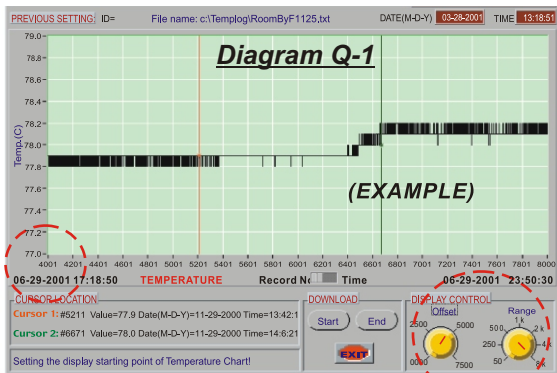 PREVIOUS SETTING: ID= File name: c:\Templog\RoomByF1125,txt DATE(M-D-Y) 03-28-2001 TIME 13:18:51
Diagram Q-1
79.0
78.8
78.6
78.4
78.2
78.0
77.8
77.6
77.4
77.2
77.0
Temp.(C)
(EXAMPLE)
4001 4201 4401 4601 4801 5001 5201 5401 5601 5801 6001 6201 6401 6601 6801 7001 7201 7401 7601 7801 8000
06-29-2001 17:18:50 TEMPERATURE Record No Time 06-29-2001 23:50:30
CURSOR LOCATION
Cursor 1: #5211 Value=77.9 Date(M-D-Y)=11-29-2000 Time=13:42:1
Cursor 2: #6671 Value=78.0 Date(M-D-Y)=11-29-2000 Time=14:6:21
Setting the display starting point of Temperature Chart!
DOWNLOAD
Start End
EXIT
DISPLAY CONTROL
Offset
2500 5000
0000 7500
Range
1 k
500 2 k
250 4k
50 8k